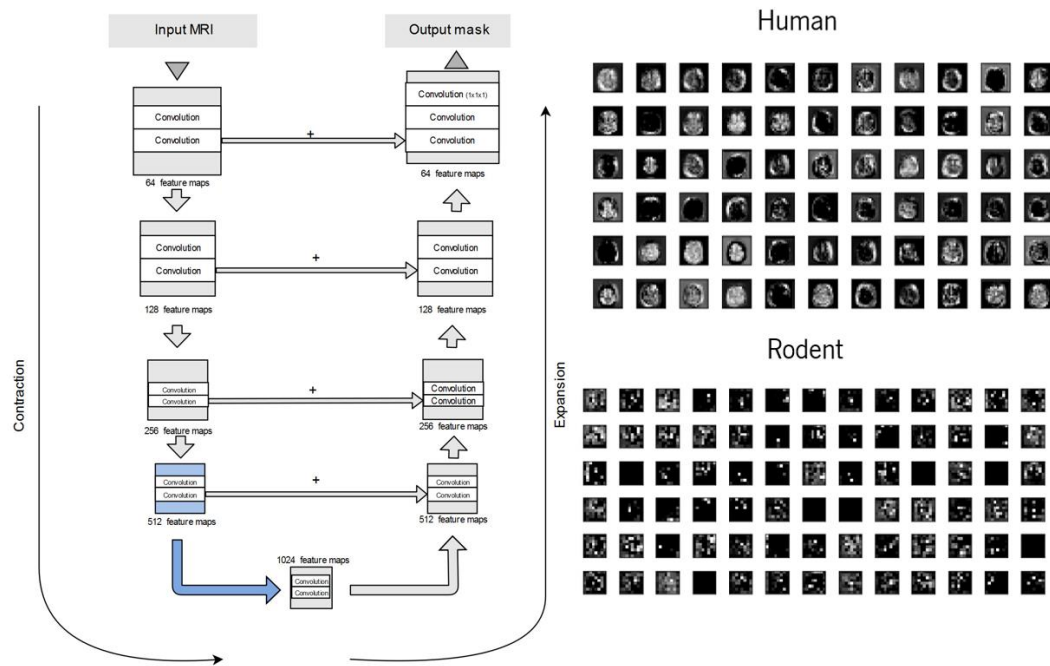 Input MRI
Output mask
Human
Convolution
Convolution
64 feature maps
+
Convolution (1x1x1)
Convolution
Convolution
64 feature maps
Convolution
Convolution
128 feature maps
+
Convolution
Convolution
128 feature maps
Rodent
Contraction
Expansion
Convolution
Convolution
256 feature maps
+
Convolution
Convolution
256 feature maps
Convolution
Convolution
512 feature maps
+
Convolution
Convolution
512 feature maps
1024 feature maps
Convolution
Convolution